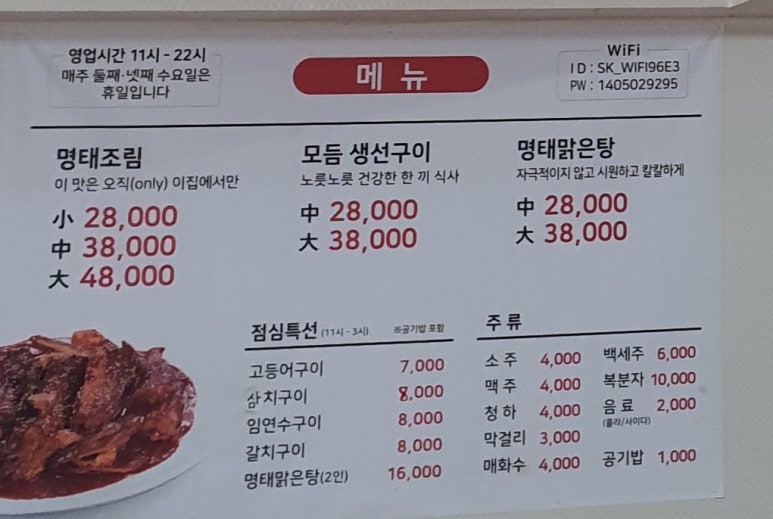 영업시간 11시 - 22시
매주 둘째·넷째 수요일은
휴일입니다
메 뉴
WiFi
ID : SK_WIFI96E3
PW : 1405029295
명태조림
이 맛은 오직(only) 이집에서만
小 28,000
中 38,000
大 48,000
모듬 생선구이
노릇노릇 건강한 한 끼 식사
中 28,000
大 38,000
명태맑은탕
자극적이지 않고 시원하고 칼칼하게
中 28,000
大 38,000
점심특선 (11시 - 3시) ※공기밥 포함
고등어구이 7,000
삼치구이 8,000
임연수구이 8,000
갈치구이 8,000
명태맑은탕(2인) 16,000
주 류
소 주 4,000
맥 주 4,000
청 하 4,000
막걸리 3,000
매화수 4,000
백세주 6,000
복분자 10,000
음 료 2,000
(콜라/사이다)
공기밥 1,000